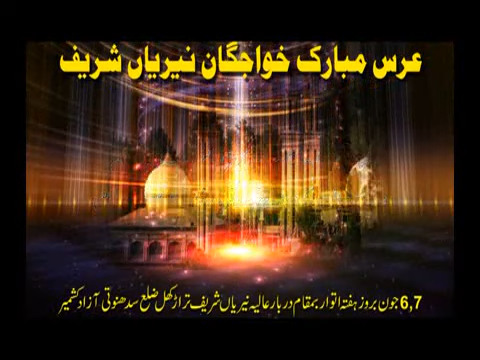 عرس مبارک خواجگان نیریاں شریف
6,7 جون بروز ہفتہ اتوار بمقام دربار عالیہ نیریاں شریف تراڑکھل ضلع سدھنوتی آزاد کشمیر